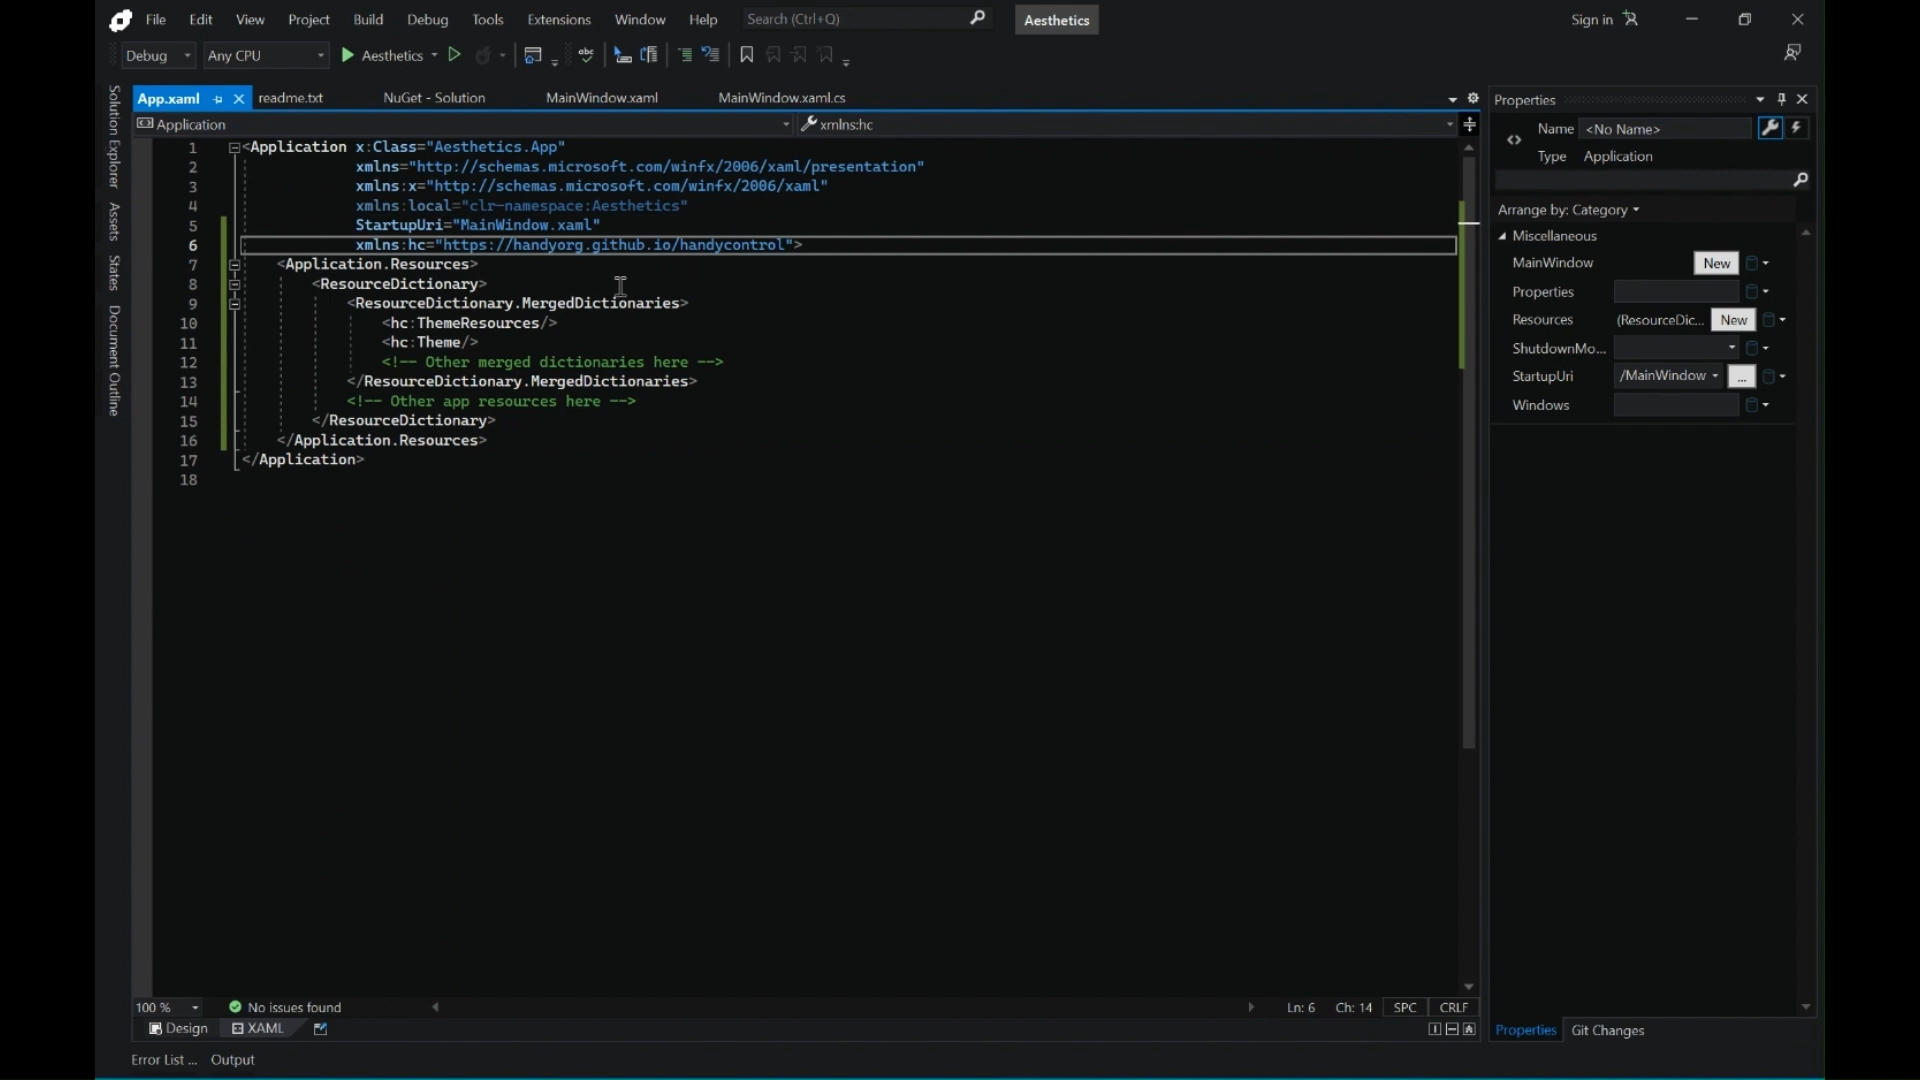 File Edit View Project Build Debug Tools Extensions Window Help Search (Ctrl+Q) Aesthetics Sign in
Debug Any CPU Aesthetics
App.xaml readme.txt NuGet - Solution MainWindow.xaml MainWindow.xaml.cs
Application xmlns:hc
Solution Explorer
Assets
States
Document Outline
1 <Application x:Class="Aesthetics.App"
2 xmlns="http://schemas.microsoft.com/winfx/2006/xaml/presentation"
3 xmlns:x="http://schemas.microsoft.com/winfx/2006/xaml"
4 xmlns:local="clr-namespace:Aesthetics"
5 StartupUri="MainWindow.xaml"
6 xmlns:hc="https://handyorg.github.io/handycontrol">
7 <Application.Resources>
8 <ResourceDictionary>
9 <ResourceDictionary.MergedDictionaries>
10 <hc:ThemeResources/>
11 <hc:Theme/>
12 <!-- Other merged dictionaries here -->
13 </ResourceDictionary.MergedDictionaries>
14 <!-- Other app resources here -->
15 </ResourceDictionary>
16 </Application.Resources>
17 </Application>
18
100 % No issues found Ln: 6 Ch: 14 SPC CRLF
Design XAML
Error List ... Output
Properties
Name <No Name>
Type Application
Arrange by: Category
Miscellaneous
MainWindow New
Properties
Resources (ResourceDic... New
ShutdownMo...
StartupUri /MainWindow ...
Windows
Properties Git Changes